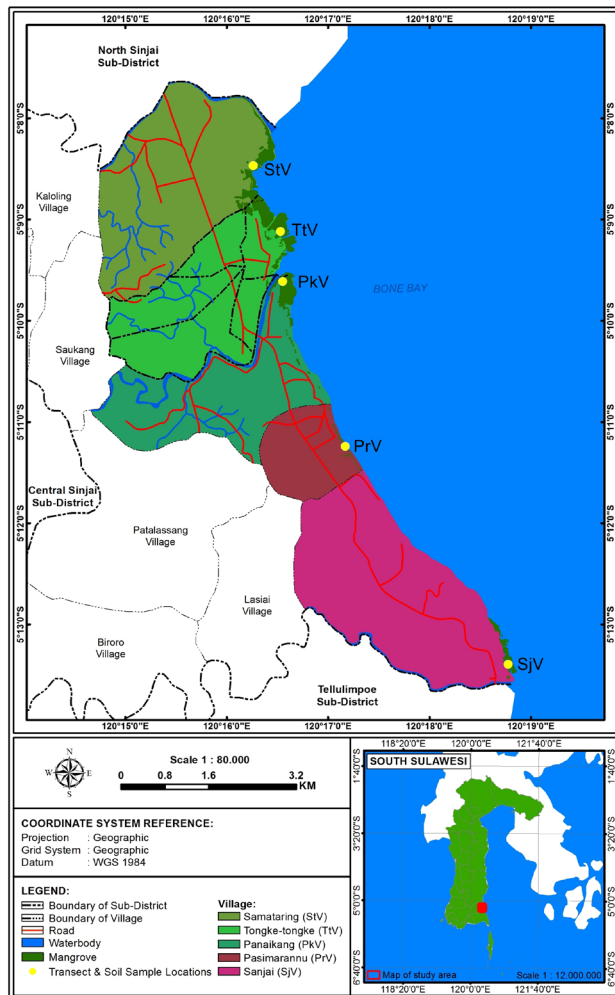 120°15'0"E 120°16'0"E 120°17'0"E 120°18'0"E 120°19'0"E
North Sinjai
Sub-District
5°8'0"S
5°8'0"S
StV
Kaloling
Village
5°9'0"S
5°9'0"S
TtV
PkV
BONE BAY
5°10'0"S
5°10'0"S
Saukang
Village
5°11'0"S
5°11'0"S
PrV
Central Sinjai
Sub-District
5°12'0"S
5°12'0"S
Patalassang
Village
Lasiai
Village
5°13'0"S
5°13'0"S
Biroro
Village
SjV
Tellulimpoe
Sub-District
120°15'0"E 120°16'0"E 120°17'0"E 120°18'0"E 120°19'0"E
N
W E
S
Scale 1 : 80.000
0 0.8 1.6 3.2
KM
COORDINATE SYSTEM REFERENCE:
Projection : Geographic
Grid System : Geographic
Datum : WGS 1984
LEGEND:
Boundary of Sub-District
Boundary of Village
Road
Waterbody
Mangrove
Transect & Soil Sample Locations
Village:
Samataring (StV)
Tongke-tongke (TtV)
Panaikang (PkV)
Pasimarannu (PrV)
Sanjai (SjV)
118°20'0"E 120°0'0"E 121°40'0"E
SOUTH SULAWESI
1°40'0"S
1°40'0"S
3°20'0"S
3°20'0"S
5°0'0"S
5°0'0"S
6°40'0"S
6°40'0"S
Map of study area
Scale 1 : 12.000.000
118°20'0"E 120°0'0"E 121°40'0"E